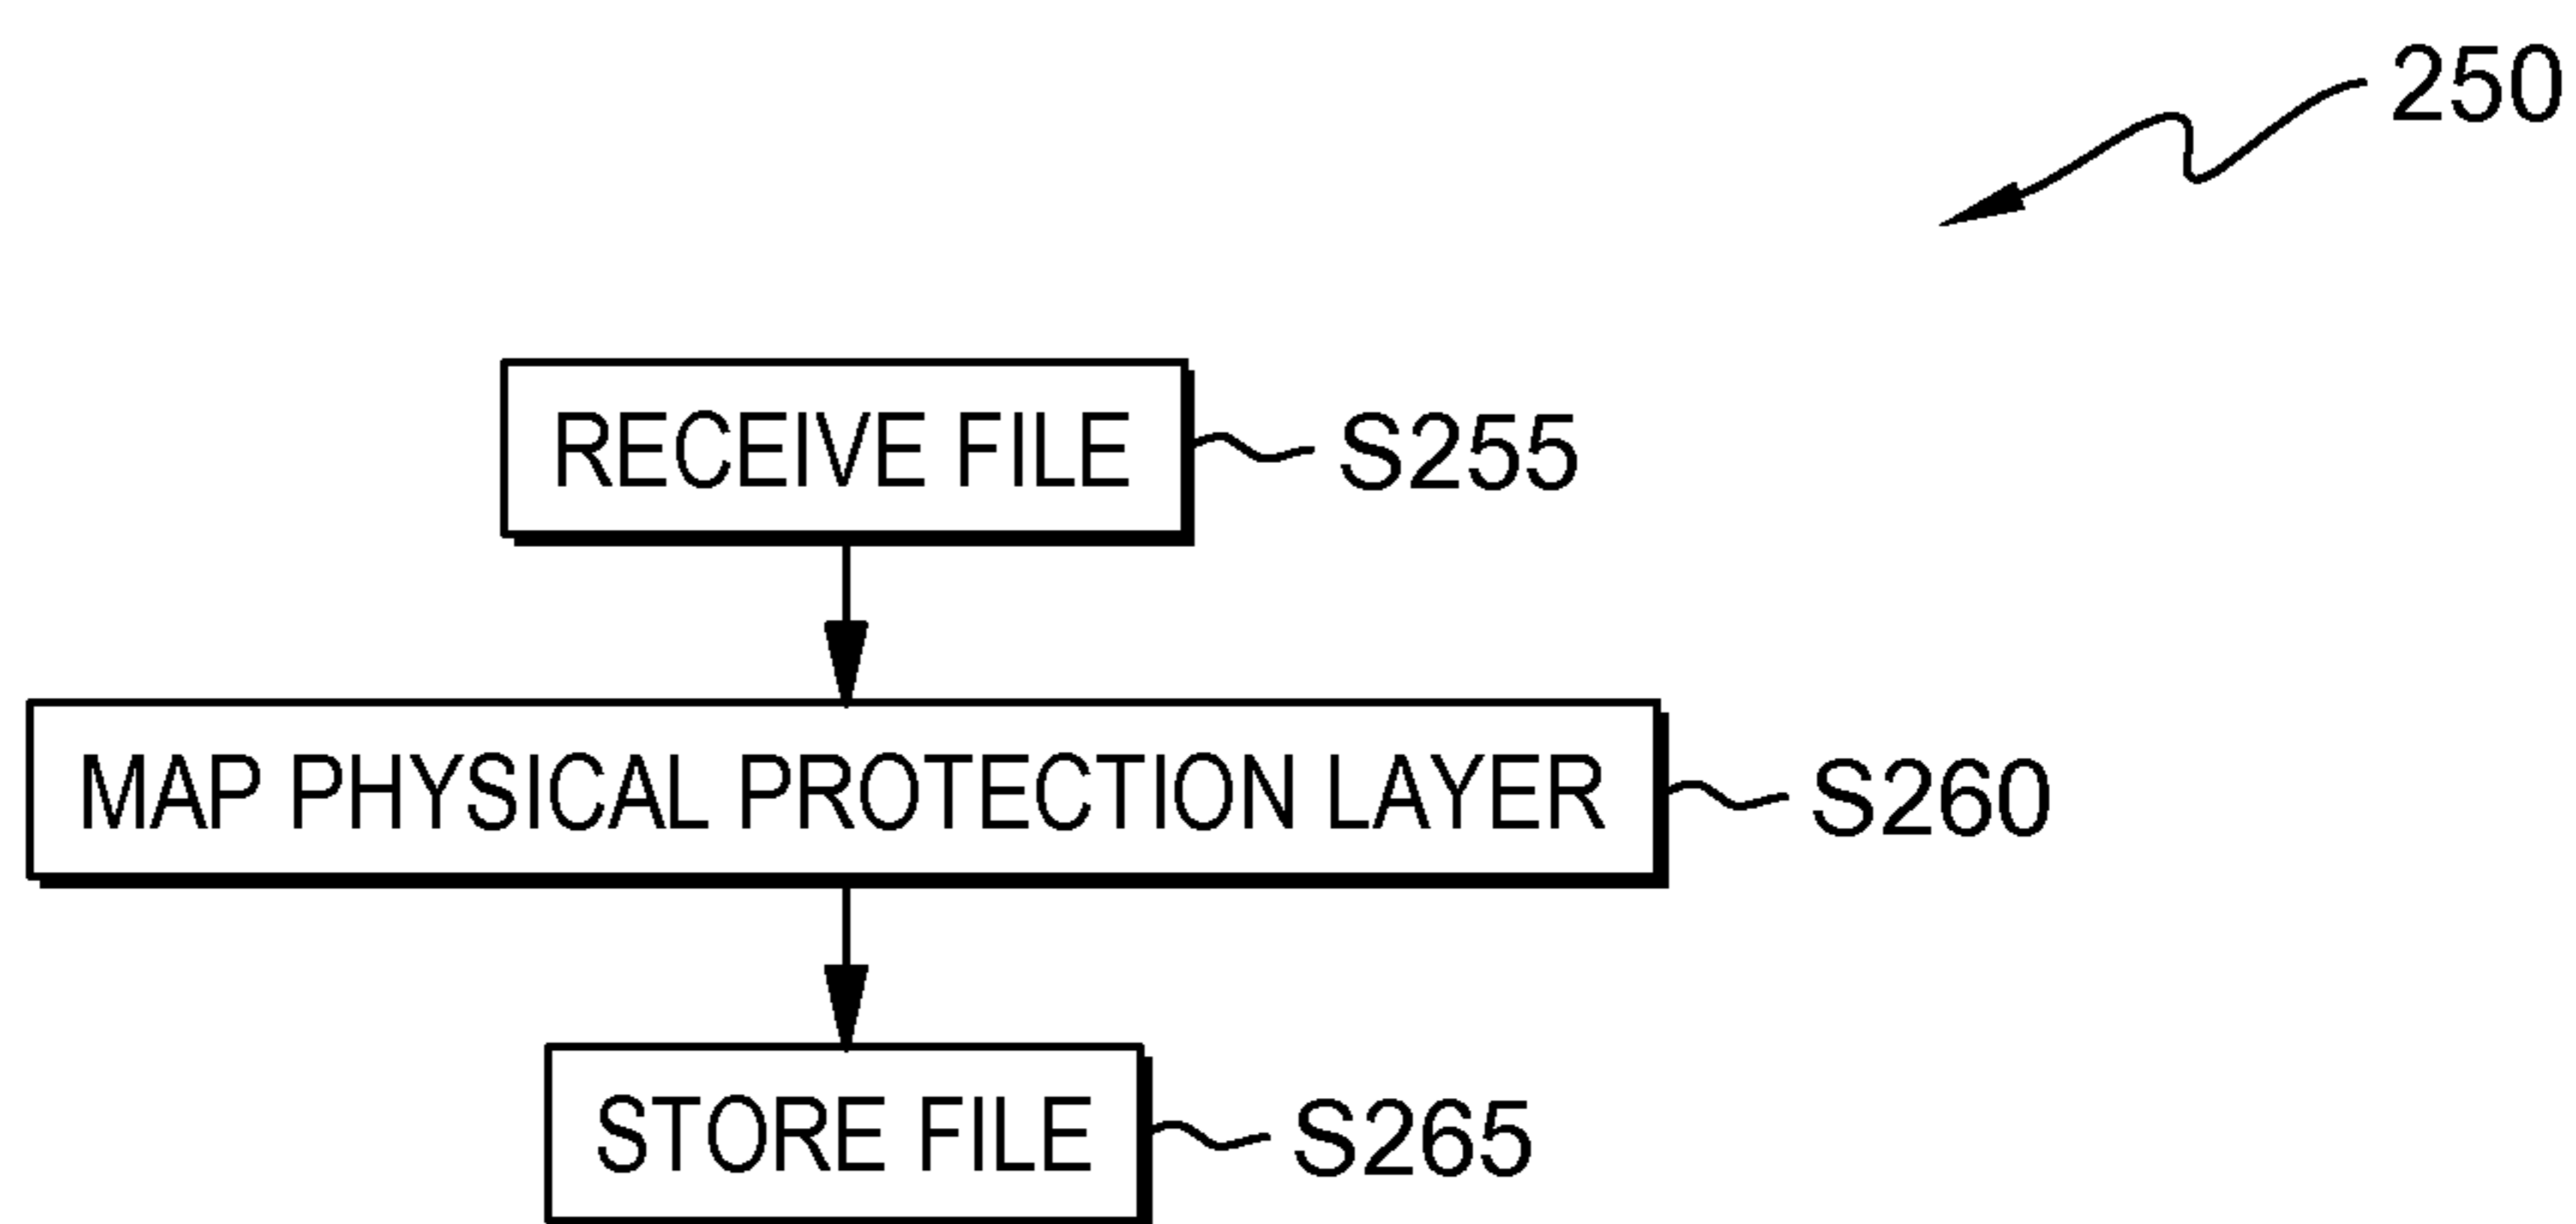 250
RECEIVE FILE S255
MAP PHYSICAL PROTECTION LAYER S260
STORE FILE S265